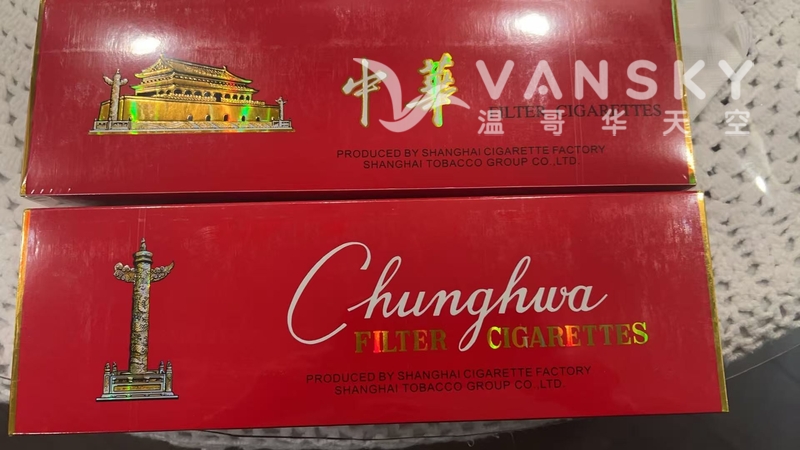 中華
VANSKY
FILTER CIGARETTES
温哥华天空
PRODUCED BY SHANGHAI CIGARETTE FACTORY
SHANGHAI TOBACCO GROUP CO.,LTD.
Chunghwa
FILTER CIGARETTES
PRODUCED BY SHANGHAI CIGARETTE FACTORY
SHANGHAI TOBACCO GROUP CO.,LTD.